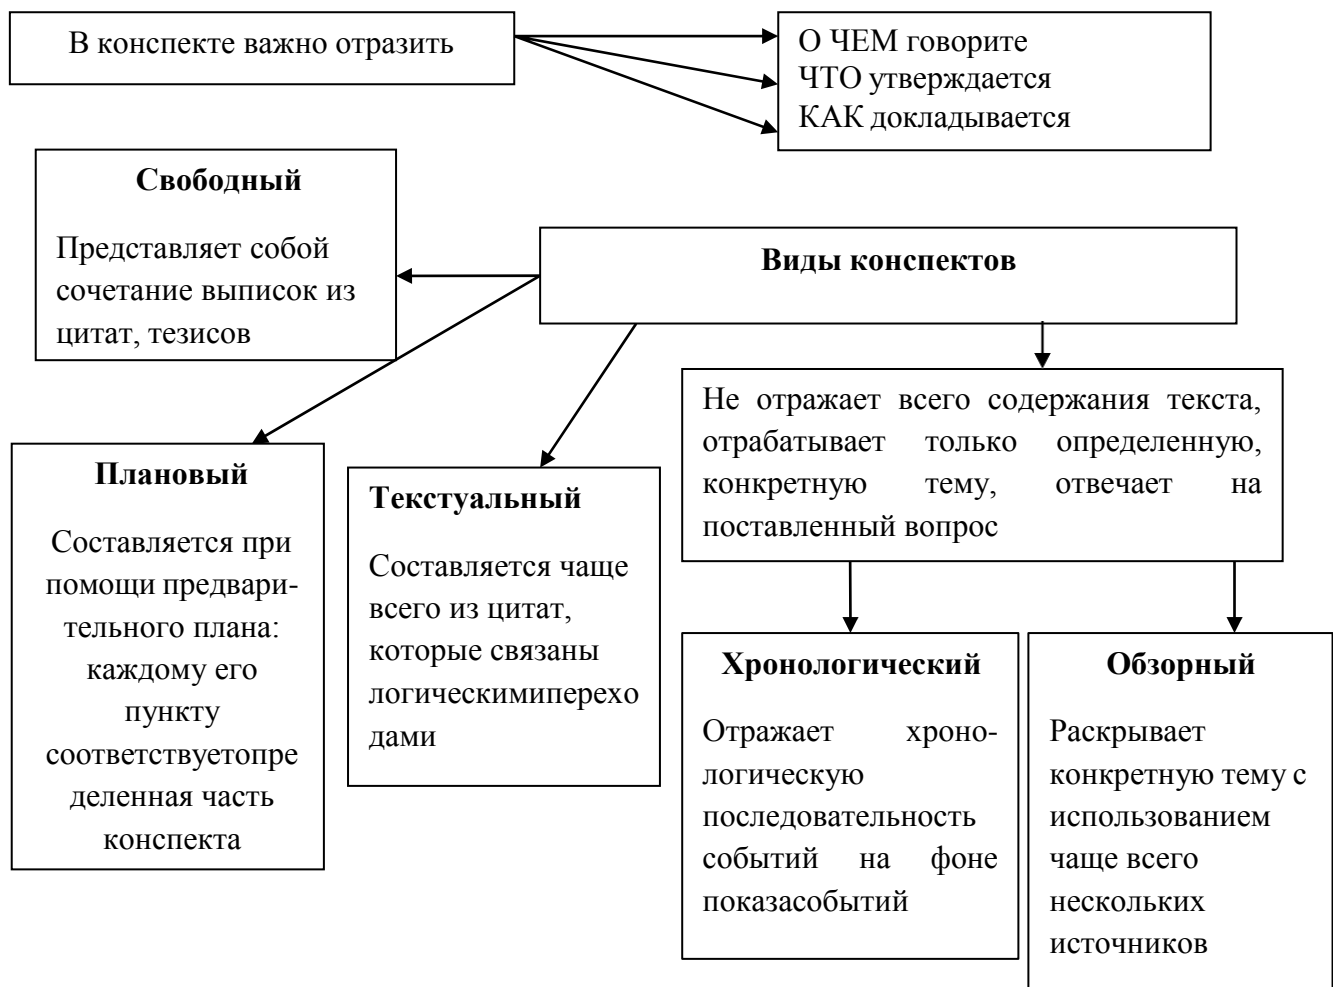 В конспекте важно отразить
О ЧЕМ говорите
ЧТО утверждается
КАК докладывается
Свободный
Представляет собой
сочетание выписок из
цитат, тезисов
Виды конспектов
Не отражает всего содержания текста,
отрабатывает только определенную,
конкретную тему, отвечает на
поставленный вопрос
Плановый
Составляется при
помощи предвари-
тельного плана:
каждому его
пункту
соответствуетопре
деленная часть
конспекта
Текстуальный
Составляется чаще
всего из цитат,
которые связаны
логическимиперехо
дами
Хронологический
Отражает хроно-
логическую
последовательность
событий на фоне
показасобытий
Обзорный
Раскрывает
конкретную тему с
использованием
чаще всего
нескольких
источников